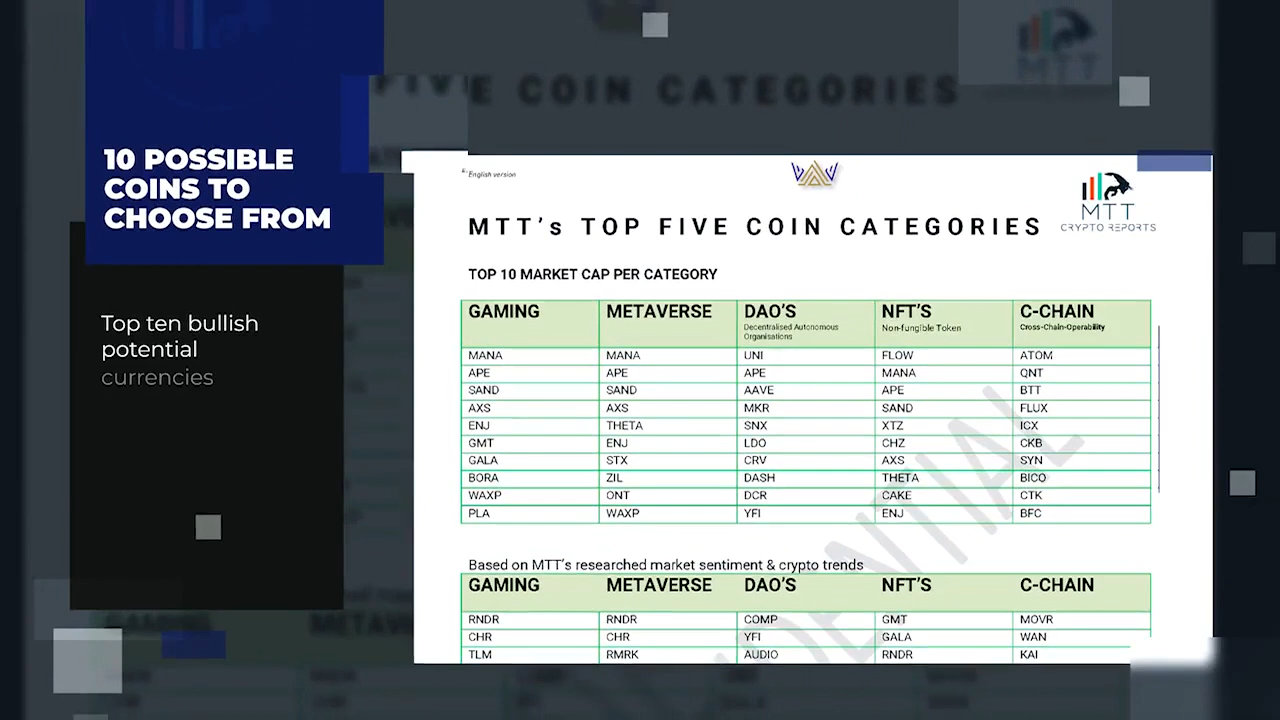 10 POSSIBLE
COINS TO
CHOOSE FROM
Top ten bullish
potential
currencies
FIVE COIN CATEGORIES
MTT
English version
MTT
CRYPTO REPORTS
MTT’s TOP FIVE COIN CATEGORIES
TOP 10 MARKET CAP PER CATEGORY
GAMING METAVERSE DAO’S NFT’S C-CHAIN
Decentralised Autonomous Non-fungible Token Cross-Chain-Operability
Organisations
MANA MANA UNI FLOW ATOM
APE APE APE MANA QNT
SAND SAND AAVE APE BTT
AXS AXS MKR SAND FLUX
ENJ THETA SNX XTZ ICX
GMT ENJ LDO CHZ CKB
GALA STX CRV AXS SYN
BORA ZIL DASH THETA BICO
WAXP ONT DCR CAKE CTK
PLA WAXP YFI ENJ BFC
Based on MTT’s researched market sentiment & crypto trends
GAMING METAVERSE DAO’S NFT’S C-CHAIN
RNDR RNDR COMP GMT MOVR
CHR CHR YFI GALA WAN
TLM RMRK AUDIO RNDR KAI